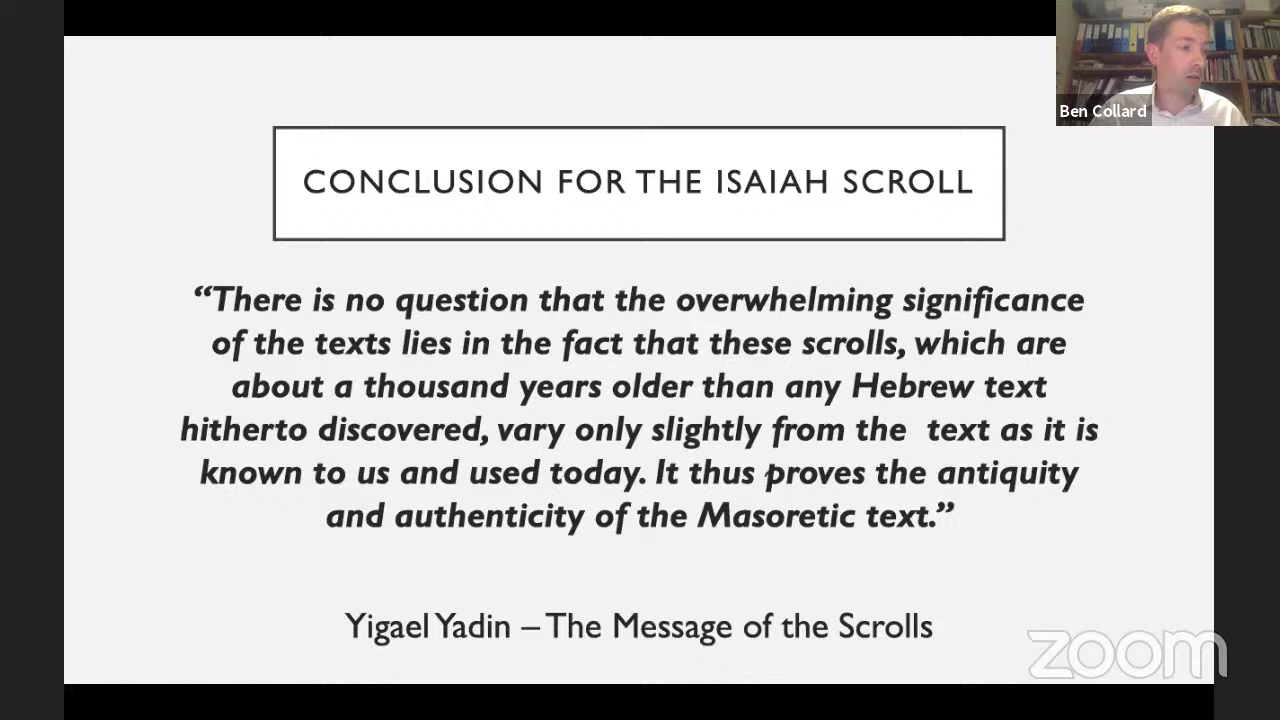 Ben Collard
CONCLUSION FOR THE ISAIAH SCROLL
“There is no question that the overwhelming significance
of the texts lies in the fact that these scrolls, which are
about a thousand years older than any Hebrew text
hitherto discovered, vary only slightly from the text as it is
known to us and used today. It thus proves the antiquity
and authenticity of the Masoretic text.”
Yigael Yadin – The Message of the Scrolls
zoom